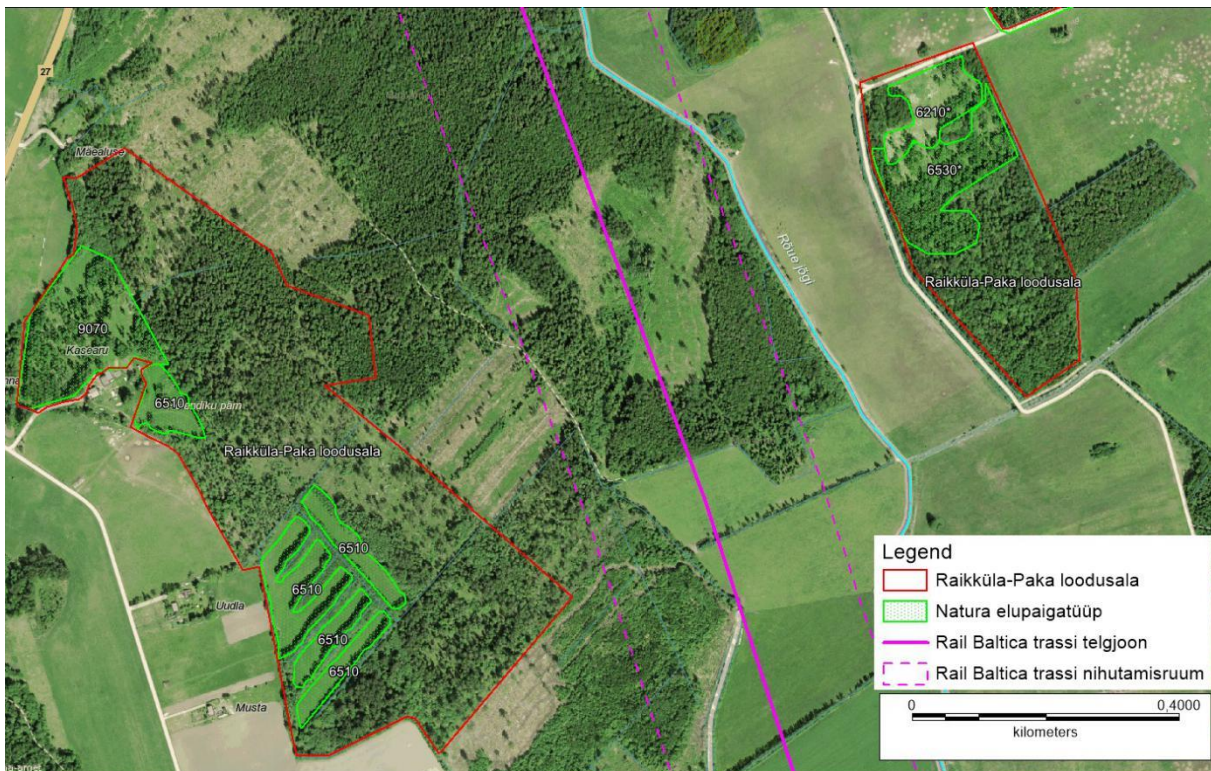 27
Mäealuse
6210*
6530*
Rõue jõgi
Raikküla-Paka loodusala
9070
Kasearu
6510
Raikküla-Paka loodusala
6510
6510
6510
6510
Uudla
Musta
Legend
Raikküla-Paka loodusala
Natura elupaigatüüp
Rail Baltica trassi telgjoon
Rail Baltica trassi nihutamisruum
0 0,4000
kilometers